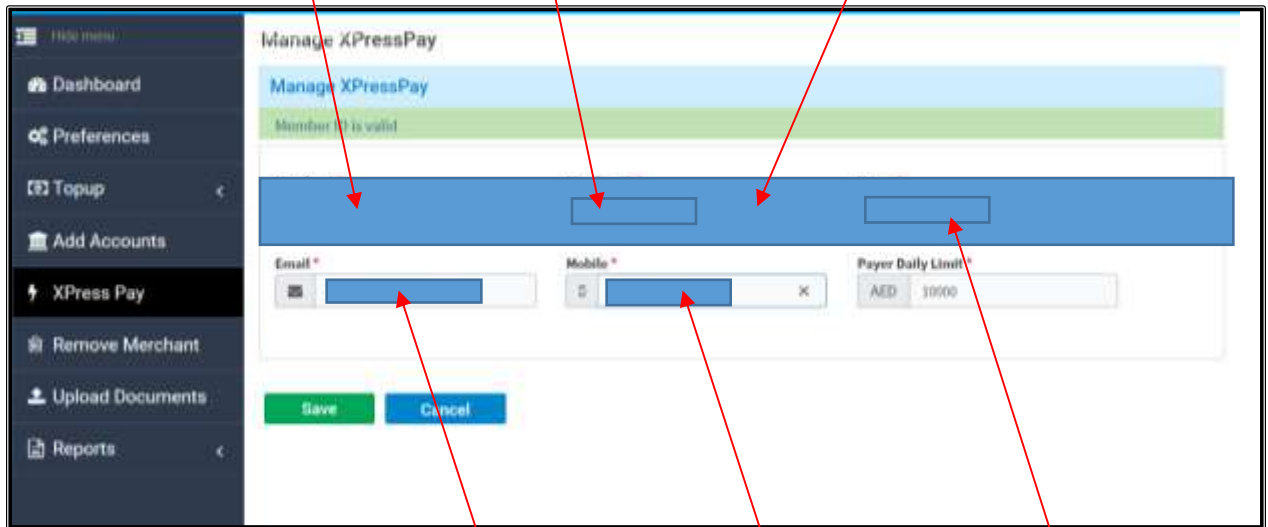 Hide menu
Dashboard
Preferences
Topup
Add Accounts
XPress Pay
Remove Merchant
Upload Documents
Reports
Manage XPressPay
Manage XPressPay
Member ID is valid
Email *
Mobile *
Payer Daily Limit *
AED 10000
Save
Cancel